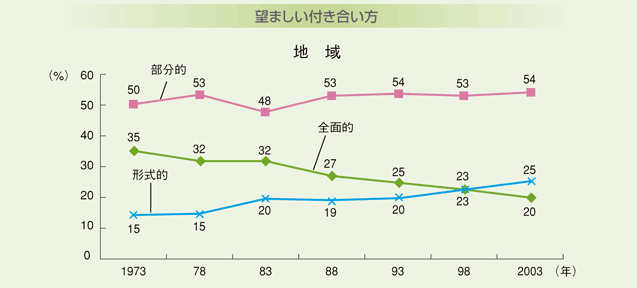 望ましい付き合い方
地 域
(%)
60
50
40
30
20
10
0
部分的
50 53 48 53 54 53 54
全面的
35 32 32 27 25 23 20
形式的
15 15 20 19 20 23 25
1973 78 83 88 93 98 2003 (年)